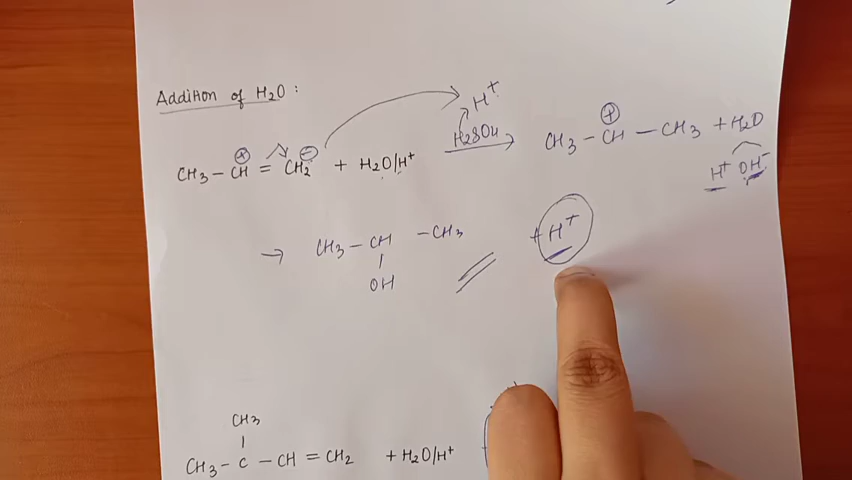 Addition of H2O :
H+
H2SO4
CH3 - CH = CH2 + H2O/H+ CH3 - CH - CH3 + H2O
⊕ ⊖ ⊕
H+ OH-
→ CH3 - CH - CH3 + H+
OH
CH3
CH3 - C - CH = CH2 + H2O/H+